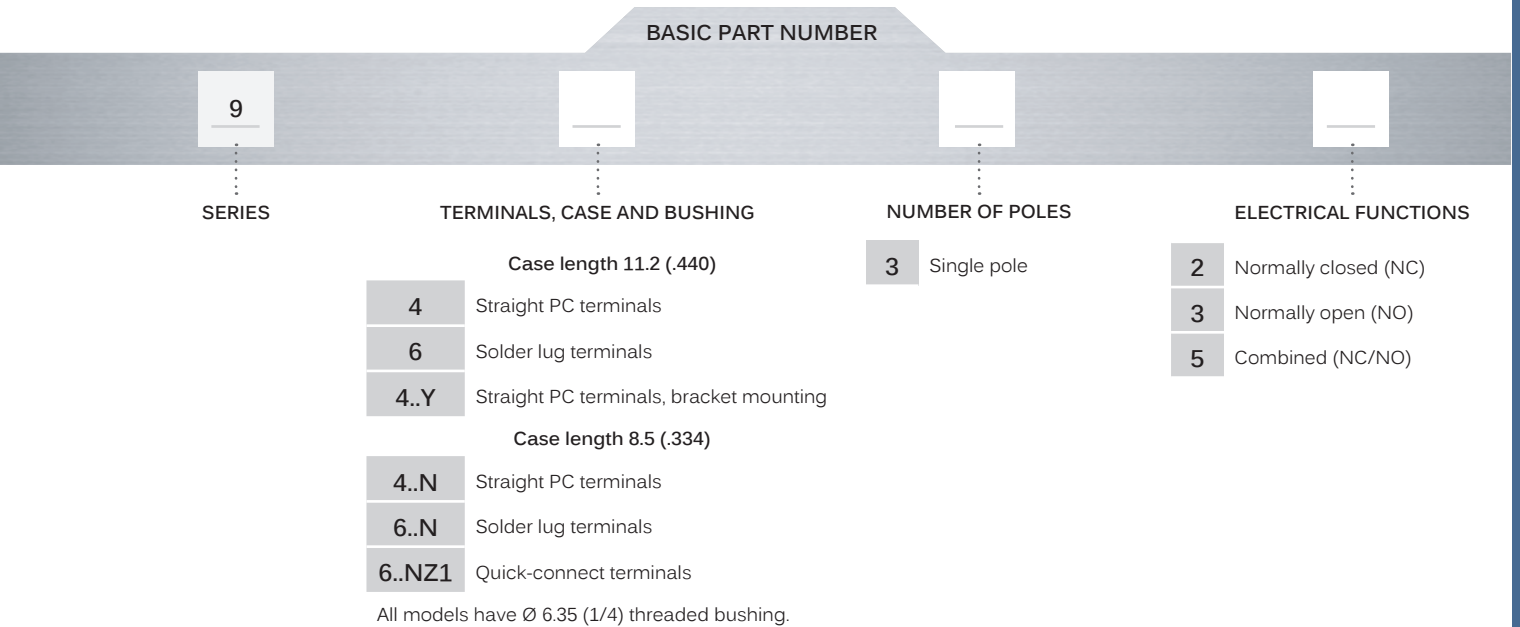 BASIC PART NUMBER
9
SERIES
TERMINALS, CASE AND BUSHING
Case length 11.2 (.440)
4 Straight PC terminals
6 Solder lug terminals
4..Y Straight PC terminals, bracket mounting
Case length 8.5 (.334)
4..N Straight PC terminals
6..N Solder lug terminals
6..NZ1 Quick-connect terminals
All models have Ø 6.35 (1/4) threaded bushing.
NUMBER OF POLES
3 Single pole
ELECTRICAL FUNCTIONS
2 Normally closed (NC)
3 Normally open (NO)
5 Combined (NC/NO)